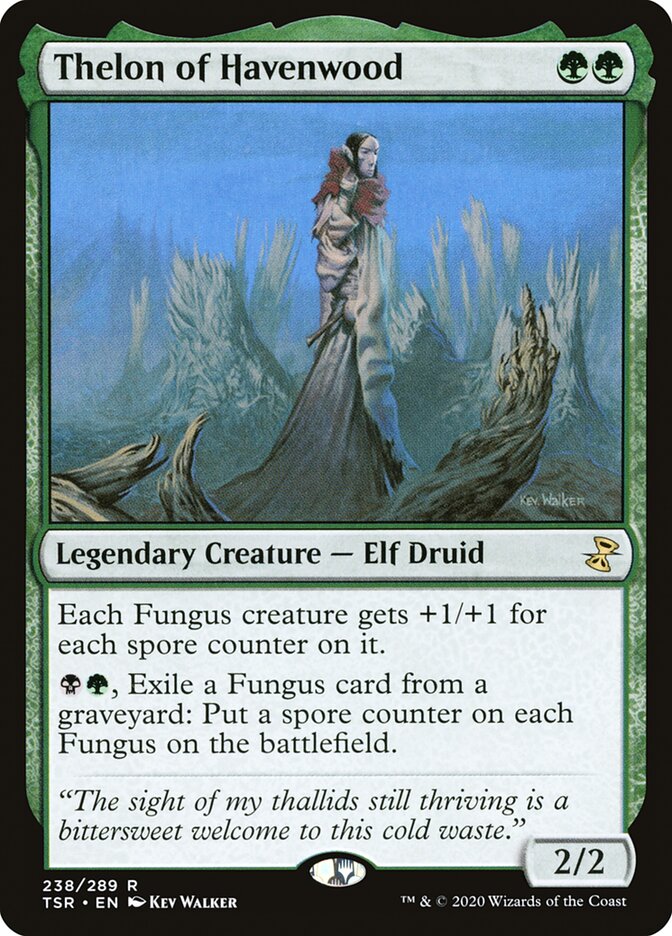 Thelon of Havenwood
KEV. WALKER
Legendary Creature — Elf Druid
Each Fungus creature gets +1/+1 for
each spore counter on it.
, Exile a Fungus card from a
graveyard: Put a spore counter on each
Fungus on the battlefield.
“The sight of my thallids still thriving is a
bittersweet welcome to this cold waste.”
2/2
238/289 R
TSR • EN KEV WALKER
™ & © 2020 Wizards of the Coast